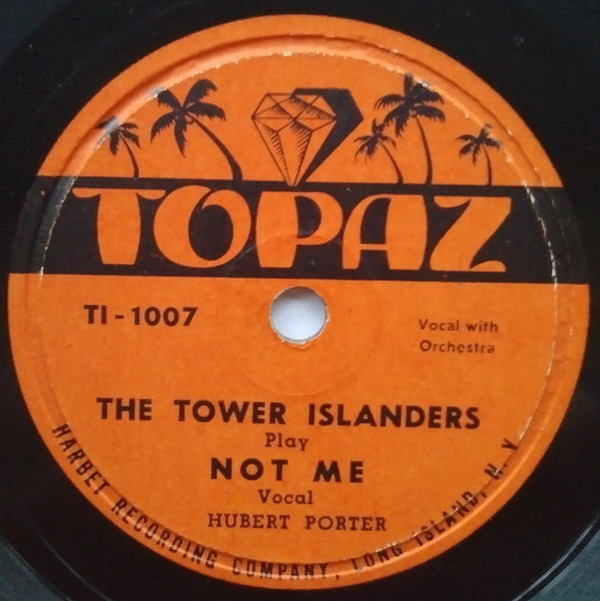 TOPAZ
TI-1007
Vocal with
Orchestra
THE TOWER ISLANDERS
Play
NOT ME
Vocal
HUBERT PORTER
HARBET RECORDING COMPANY, LONG ISLAND, N.Y